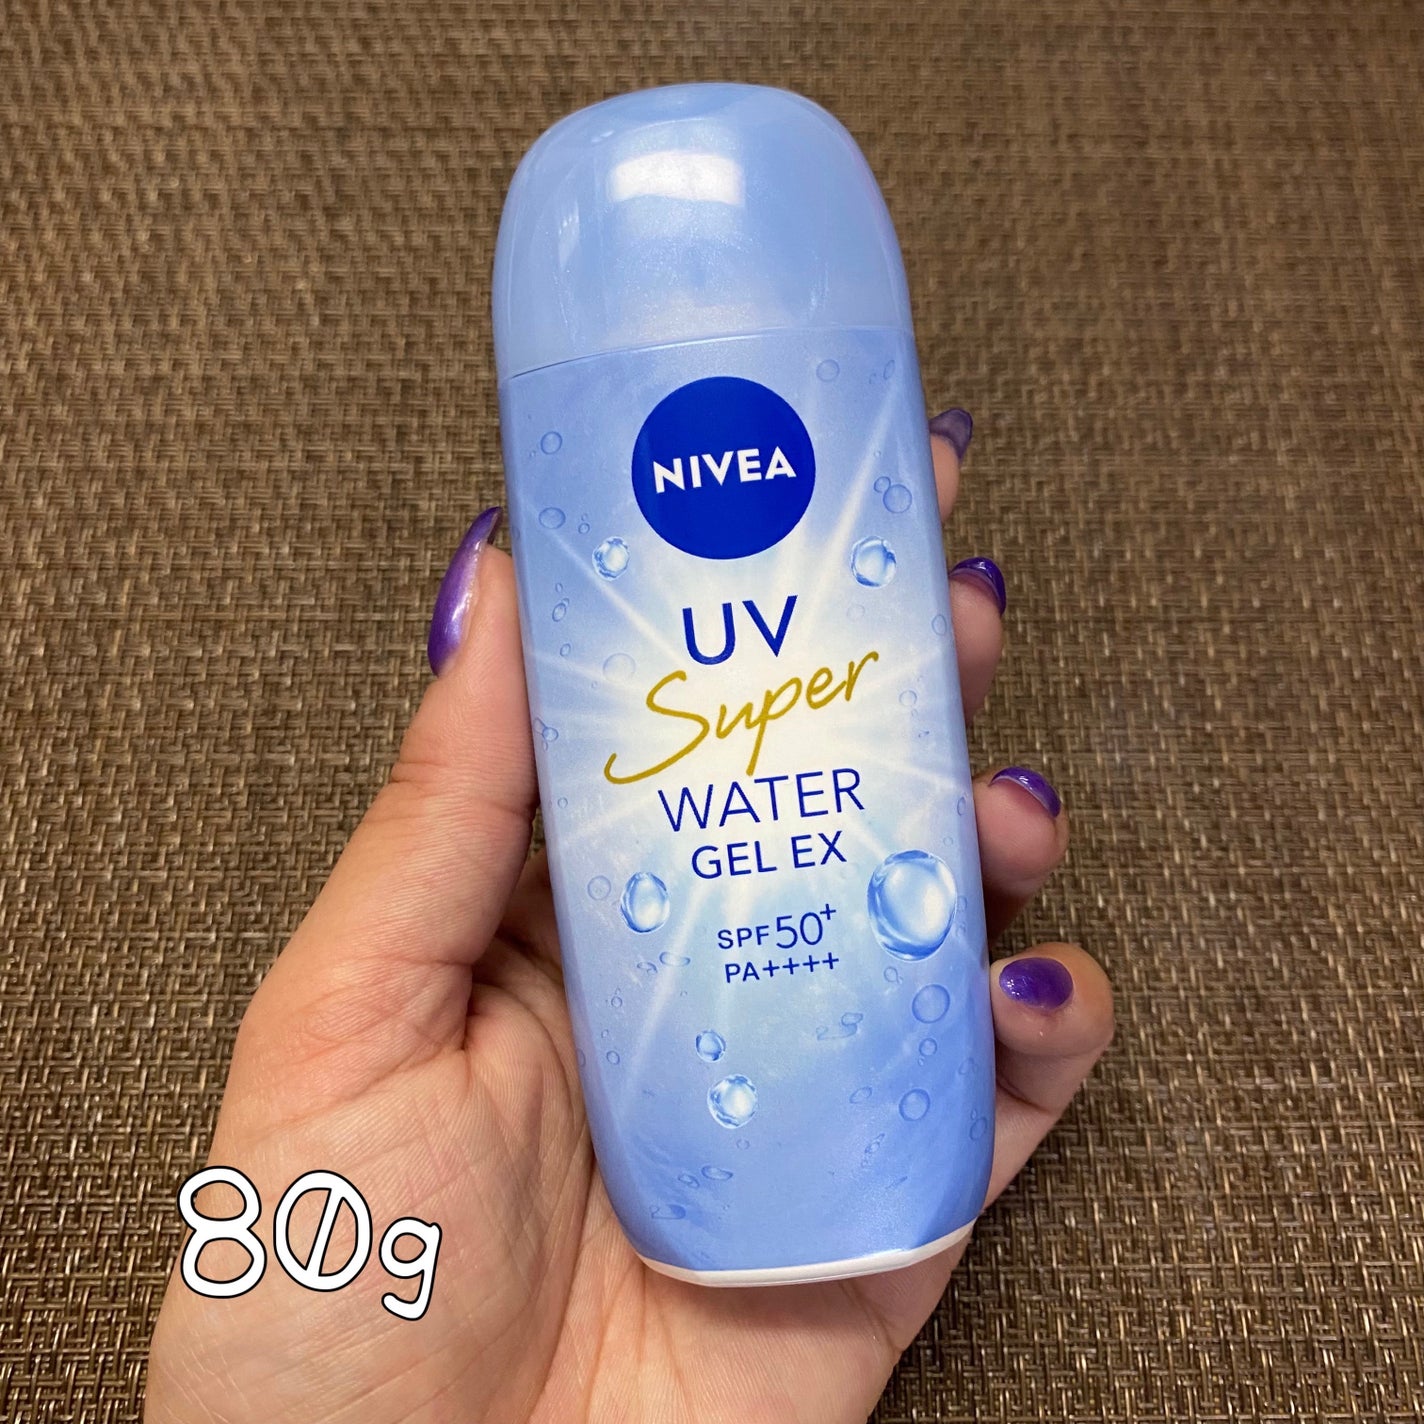 NIVEA
UV
Super
WATER
GEL EX
SPF50+
PA++++
80g